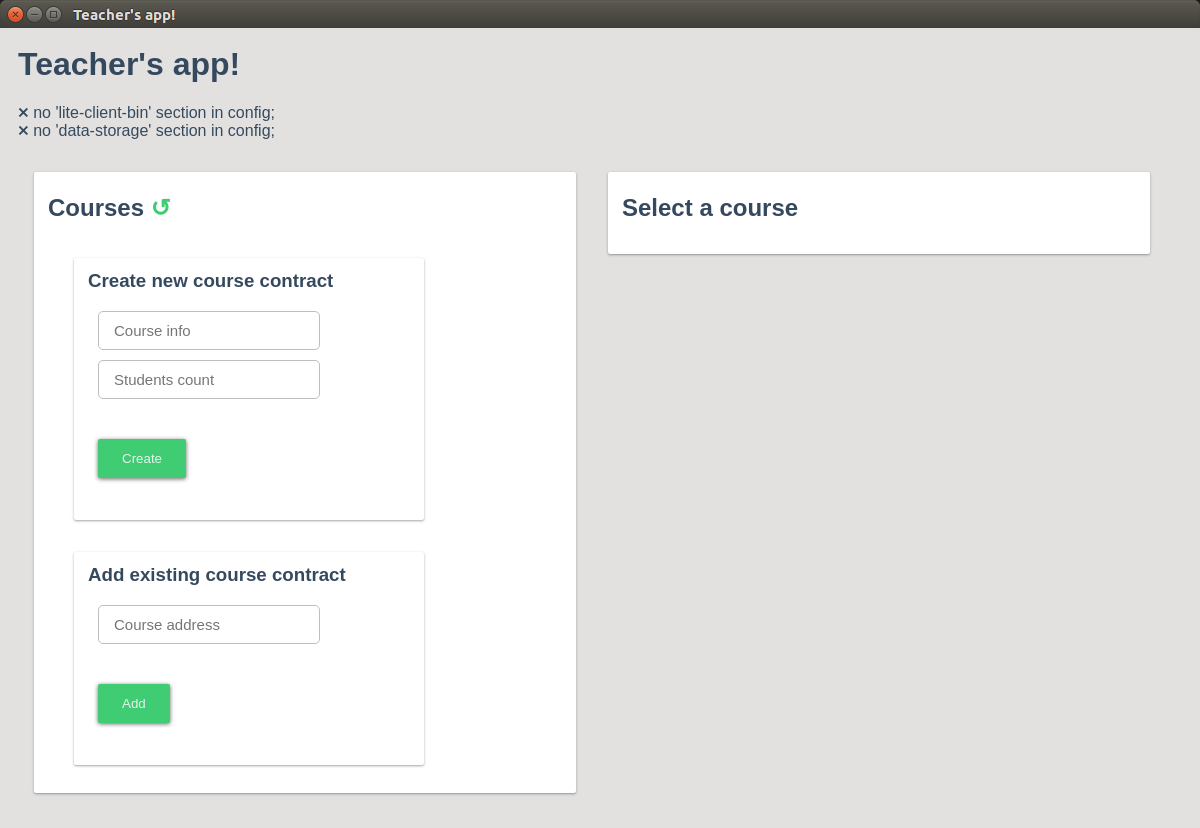 Teacher's app!
Teacher's app!
× no 'lite-client-bin' section in config;
× no 'data-storage' section in config;
Courses ↺
Create new course contract
Course info
Students count
Create
Add existing course contract
Course address
Add
Select a course